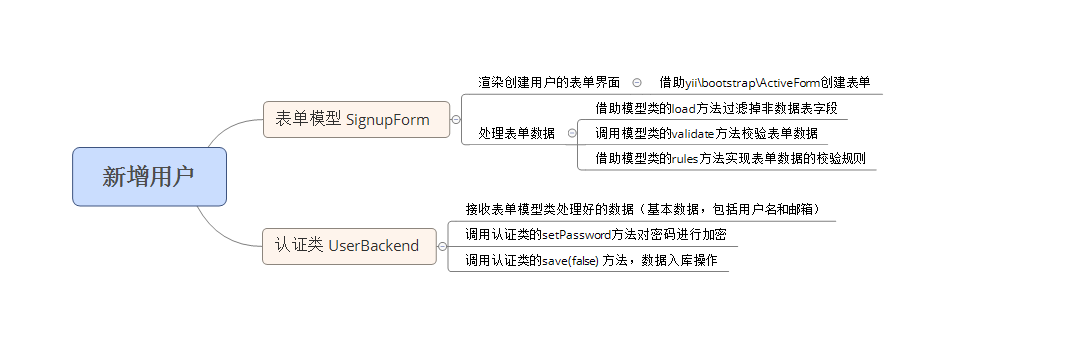 新增用户
表单模型 SignupForm
渲染创建用户的表单界面
借助yii\bootstrap\ActiveForm创建表单
处理表单数据
借助模型类的load方法过滤掉非数据表字段
调用模型类的validate方法校验表单数据
借助模型类的rules方法实现表单数据的校验规则
认证类 UserBackend
接收表单模型类处理好的数据（基本数据，包括用户名和邮箱）
调用认证类的setPassword方法对密码进行加密
调用认证类的save(false) 方法，数据入库操作